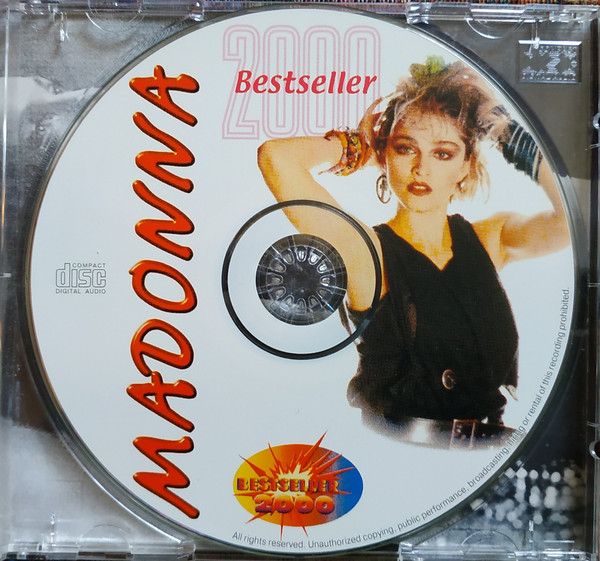 2000
Bestseller
MADONNA
COMPACT
disc
DIGITAL AUDIO
BESTSELLER
2000
All rights reserved. Unauthorized copying, public performance, broadcasting, hiring or rental of this recording prohibited.